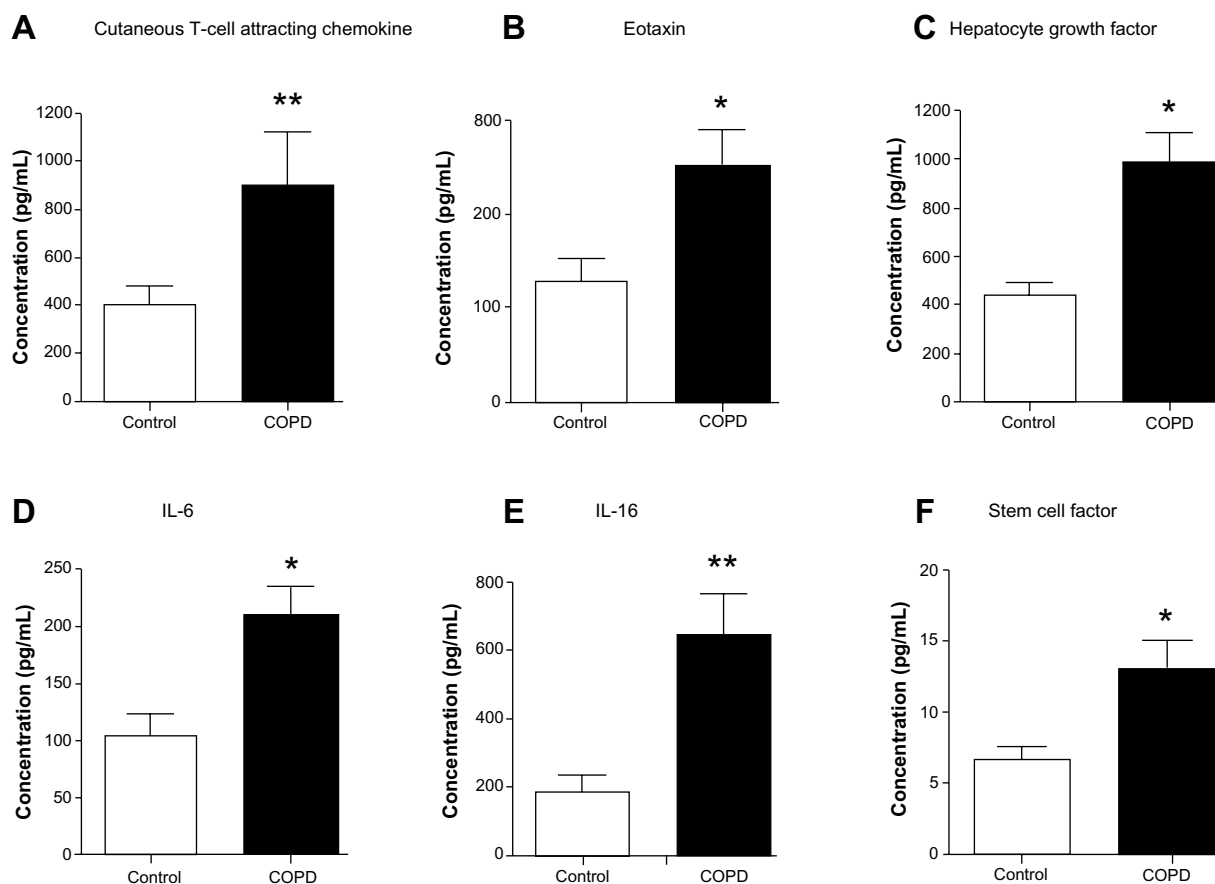 A Cutaneous T-cell attracting chemokine
Concentration (pg/mL)
1200
1000
800
600
400
200
0
**
Control COPD
B Eotaxin
Concentration (pg/mL)
800
200
100
0
*
Control COPD
C Hepatocyte growth factor
Concentration (pg/mL)
1200
1000
800
600
400
200
0
*
Control COPD
D IL-6
Concentration (pg/mL)
250
200
150
100
50
0
*
Control COPD
E IL-16
Concentration (pg/mL)
800
600
400
200
0
**
Control COPD
F Stem cell factor
Concentration (pg/mL)
20
15
10
5
0
*
Control COPD